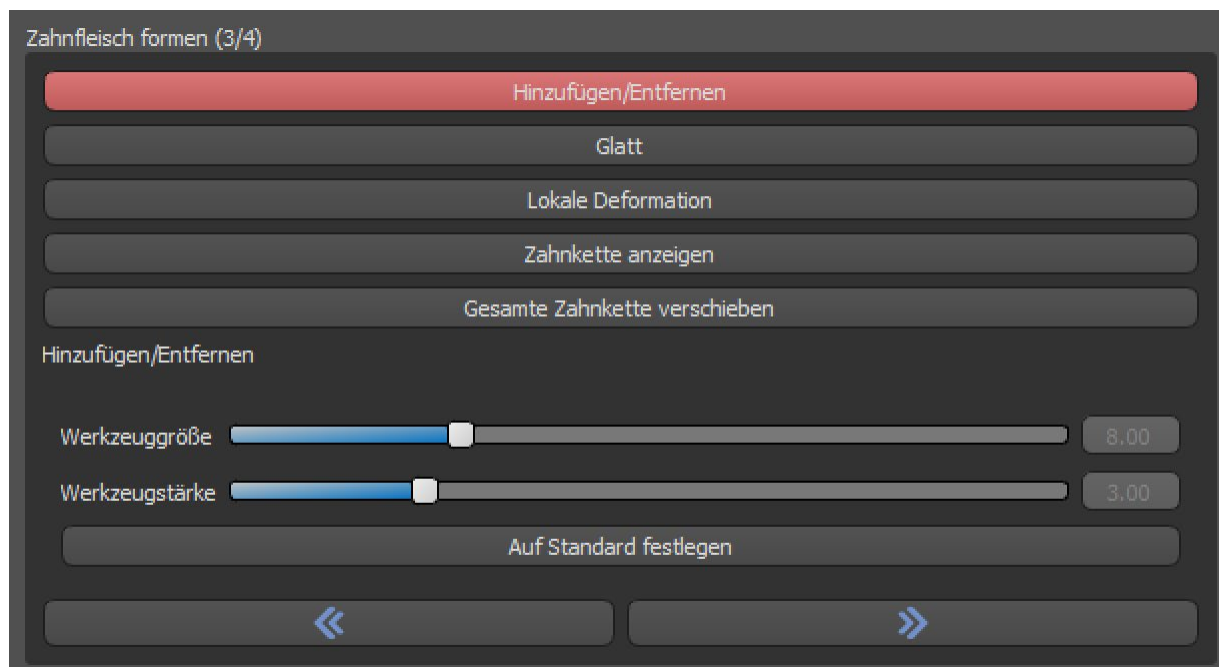 Zahnfleisch formen (3/4)
Hinzufügen/Entfernen
Glatt
Lokale Deformation
Zahnkette anzeigen
Gesamte Zahnkette verschieben
Hinzufügen/Entfernen
Werkzeuggröße 8.00
Werkzeugstärke 3.00
Auf Standard festlegen